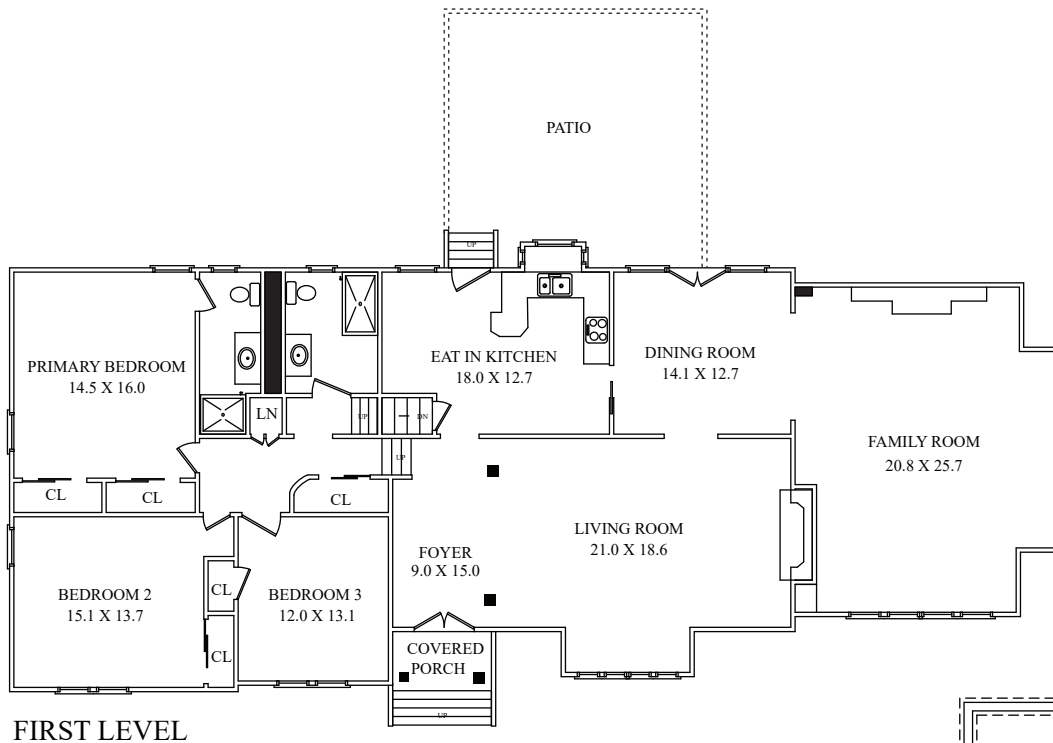 PATIO
UP
PRIMARY BEDROOM
14.5 X 16.0
EAT IN KITCHEN
18.0 X 12.7
DINING ROOM
14.1 X 12.7
LN
UP
DN
UP
FAMILY ROOM
20.8 X 25.7
CL
CL
CL
LIVING ROOM
21.0 X 18.6
FOYER
9.0 X 15.0
BEDROOM 2
15.1 X 13.7
CL
BEDROOM 3
12.0 X 13.1
CL
COVERED
PORCH
UP
FIRST LEVEL